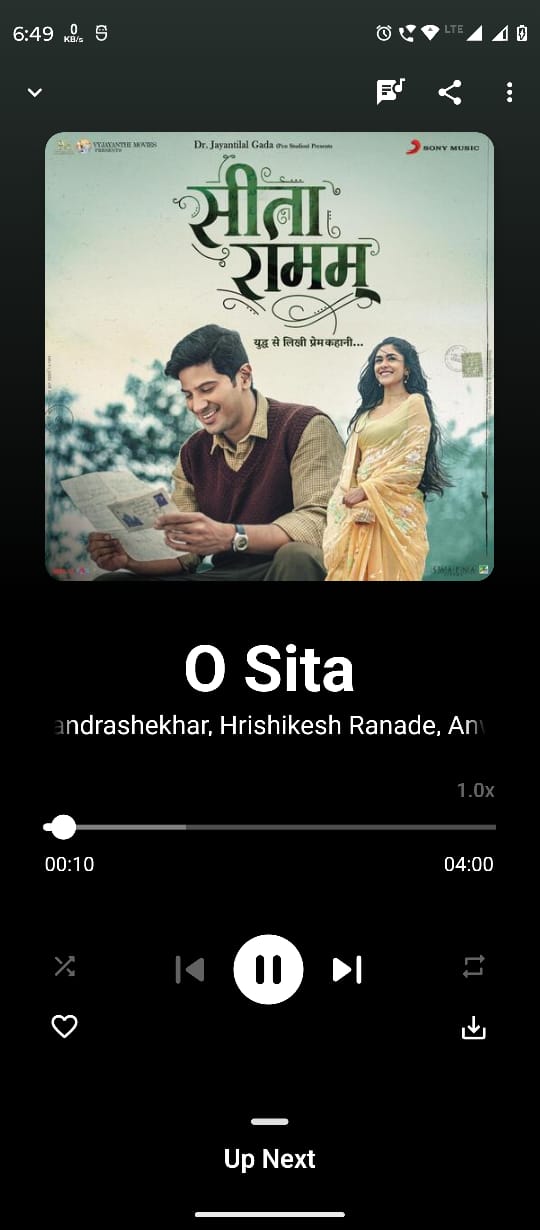 6:49 0 KB/s LTE
VYJAYANTHI MOVIES
PRESENTS
Dr. Jayantilal Gada (Pen Studios) Presents
SONY MUSIC
सीता
रामम्
युद्ध से लिखी प्रेम कहानी...
SWAPNA
O Sita
andrashekhar, Hrishikesh Ranade, An
1.0x
00:10
04:00
Up Next